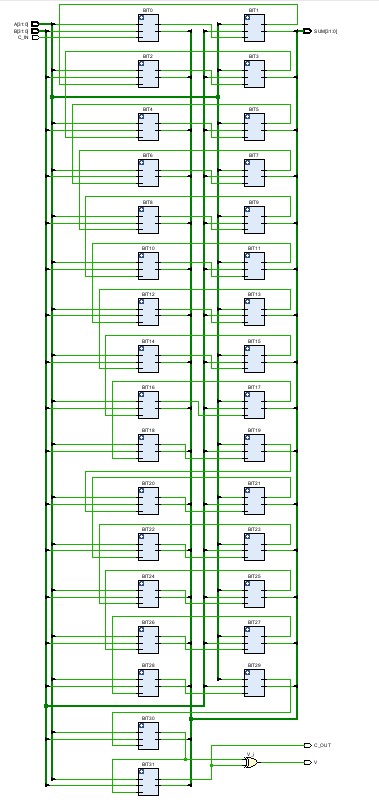 A[31:0]
B[31:0]
C_IN
BIT0
BIT1
SUM[31:0]
BIT2
BIT3
BIT4
BIT5
BIT6
BIT7
BIT8
BIT9
BIT10
BIT11
BIT12
BIT13
BIT14
BIT15
BIT16
BIT17
BIT18
BIT19
BIT20
BIT21
BIT22
BIT23
BIT24
BIT25
BIT26
BIT27
BIT28
BIT29
BIT30
C_OUT
V_i
V
BIT31